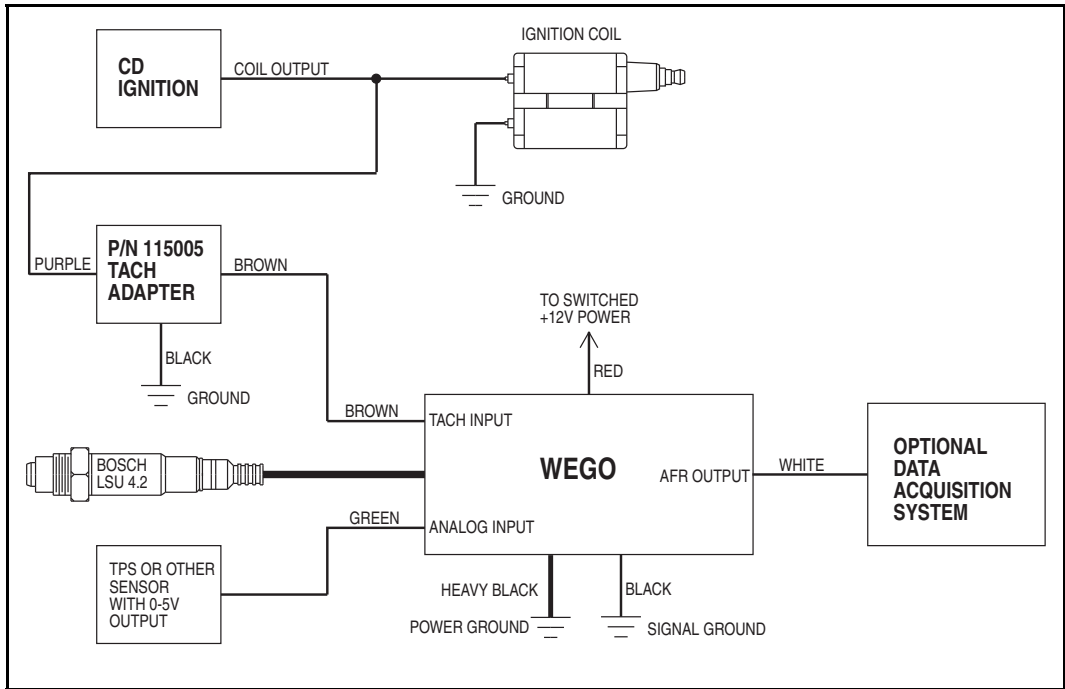 IGNITION COIL
CD
IGNITION
COIL OUTPUT
GROUND
PURPLE
P/N 115005
TACH
ADAPTER
BROWN
BLACK
GROUND
TO SWITCHED
+12V POWER
RED
BROWN
TACH INPUT
BOSCH
LSU 4.2
WEGO
AFR OUTPUT
WHITE
OPTIONAL
DATA
ACQUISITION
SYSTEM
GREEN
ANALOG INPUT
TPS OR OTHER
SENSOR
WITH 0-5V
OUTPUT
HEAVY BLACK
BLACK
POWER GROUND
SIGNAL GROUND